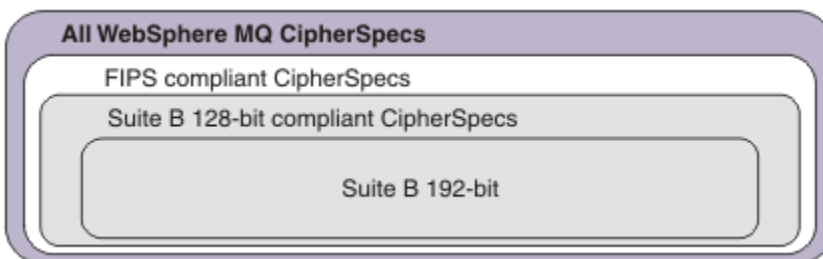 All WebSphere MQ CipherSpecs
FIPS compliant CipherSpecs
Suite B 128-bit compliant CipherSpecs
Suite B 192-bit